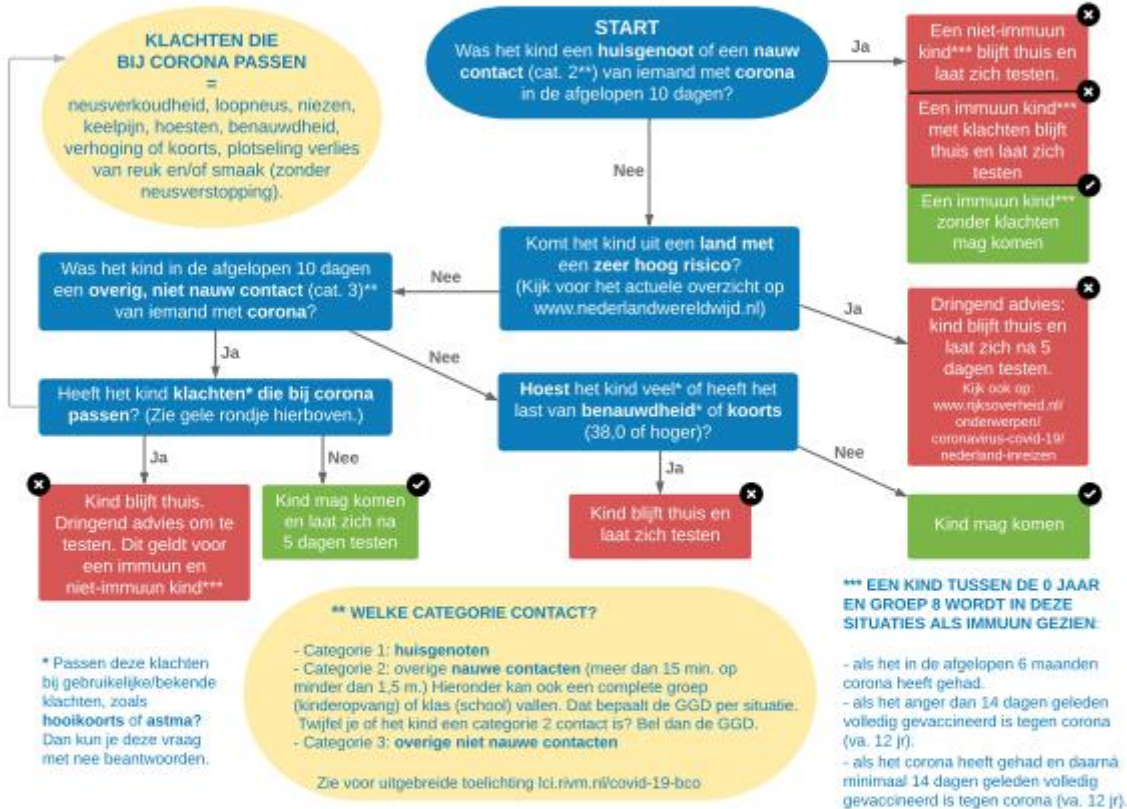 KLACHTEN DIE
BIJ CORONA PASSEN
=
neusverkoudheid, loopneus, niezen,
keelpijn, hoesten, benauwdheid,
verhoging of koorts, plotseling verlies
van reuk en/of smaak (zonder
neusverstopping).
START
Was het kind een huisgenoot of een nauw
contact (cat. 2**) van iemand met corona
in de afgelopen 10 dagen?
Ja
Een niet-immuun
kind*** blijft thuis en
laat zich testen.
Een immuun kind***
met klachten blijft
thuis en laat zich
testen
Een immuun kind***
zonder klachten
mag komen
Nee
Komt het kind uit een land met
een zeer hoog risico?
(Kijk voor het actuele overzicht op
www.nederlandwereldwijd.nl)
Ja
Dringend advies:
kind blijft thuis en
laat zich na 5
dagen testen.
Kijk ook op:
www.rijksoverheid.nl/
onderwerpen/
coronavirus-covid-19/
nederland-inreizen
Nee
Was het kind in de afgelopen 10 dagen
een overig, niet nauw contact (cat. 3)**
van iemand met corona?
Ja
Heeft het kind klachten* die bij corona
passen? (Zie gele rondje hierboven.)
Nee
Hoest het kind veel* of heeft het
last van benauwdheid* of koorts
(38,0 of hoger)?
Ja
Kind blijft thuis.
Dringend advies om te
testen. Dit geldt voor
een immuun en
niet-immuun kind***
Nee
Kind mag komen
en laat zich na
5 dagen testen
Ja
Kind blijft thuis en
laat zich testen
Nee
Kind mag komen
* Passen deze klachten
bij gebruikelijke/bekende
klachten, zoals
hooikoorts of astma?
Dan kun je deze vraag
met nee beantwoorden.
** WELKE CATEGORIE CONTACT?
- Categorie 1: huisgenoten
- Categorie 2: overige nauwe contacten (meer dan 15 min. op
minder dan 1,5 m.) Hieronder kan ook een complete groep
(kinderopvang) of klas (school) vallen. Dat bepaalt de GGD per situatie.
Twijfel je of het kind een categorie 2 contact is? Bel dan de GGD.
- Categorie 3: overige niet nauwe contacten
Zie voor uitgebreide toelichting lci.rivm.nl/covid-19-bco
*** EEN KIND TUSSEN DE 0 JAAR
EN GROEP 8 WORDT IN DEZE
SITUATIES ALS IMMUUN GEZIEN:
- als het in de afgelopen 6 maanden
corona heeft gehad.
- als het anger dan 14 dagen geleden
volledig gevaccineerd is tegen corona
(va. 12 jr);
- als het corona heeft gehad en daarná
minimaal 14 dagen geleden volledig
gevaccineerd is tegen corona (va. 12 jr).